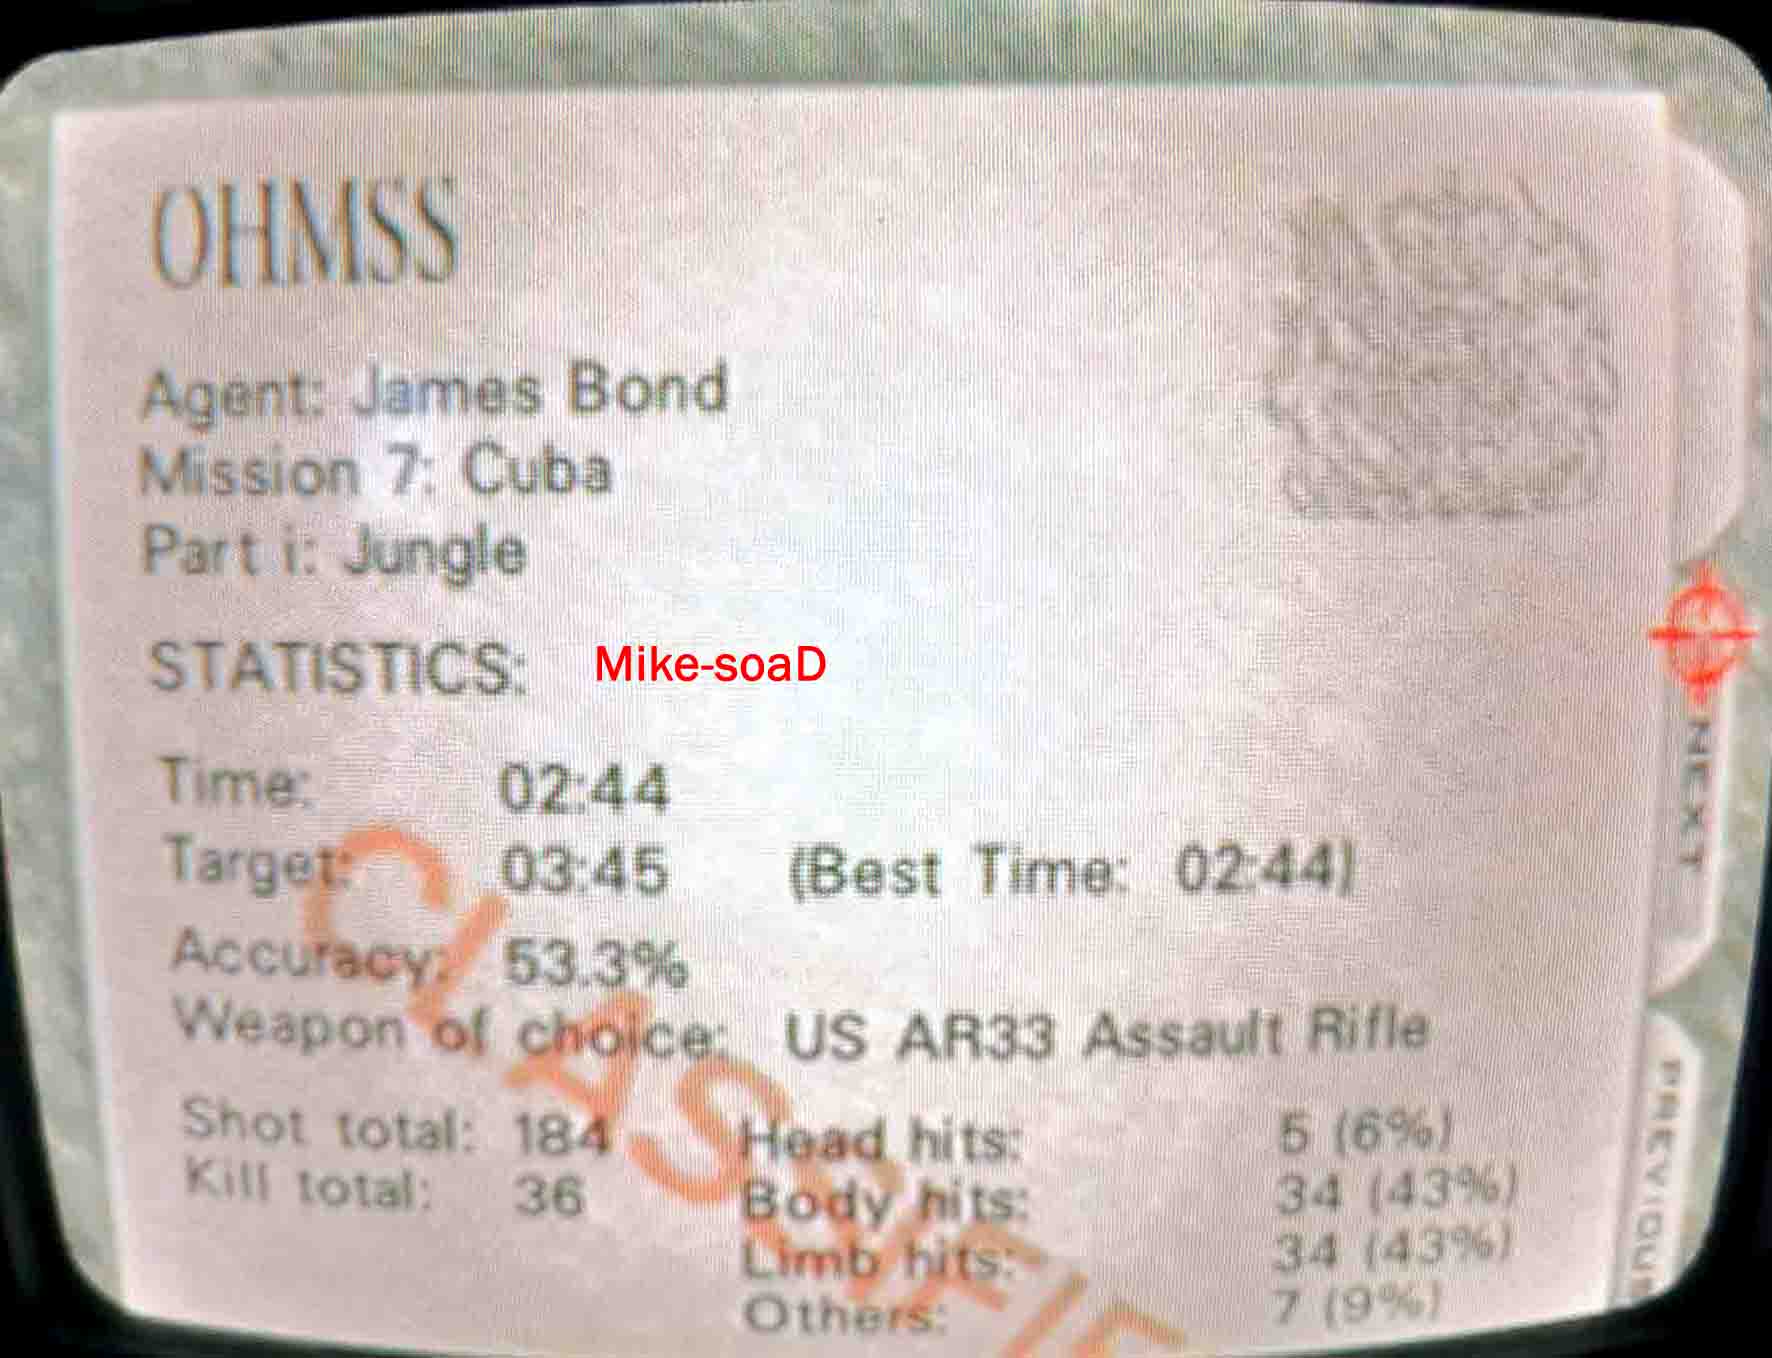 OHMSS
Agent: James Bond
Mission 7: Cuba
Part i: Jungle
STATISTICS: Mike-soaD
Time: 02:44
Target: 03:45 (Best Time: 02:44)
Accuracy: 53.3%
Weapon of choice: US AR33 Assault Rifle
Shot total: 184 Head hits: 5 (6%)
Kill total: 36 Body hits: 34 (43%)
Limb hits: 34 (43%)
Others: 7 (9%)
CLASSIFIE
NEXT
PREVIOUS